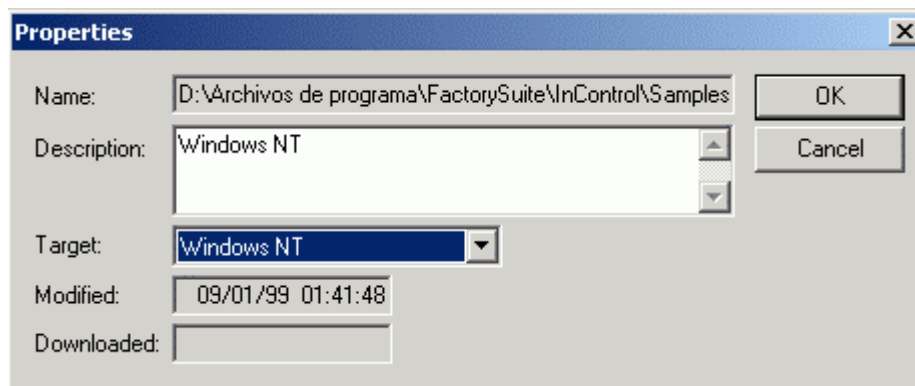 Properties
Name: D:\Archivos de programa\FactorySuite\InControl\Samples OK
Description: Windows NT Cancel
Target: Windows NT
Modified: 09/01/99 01:41:48
Downloaded: